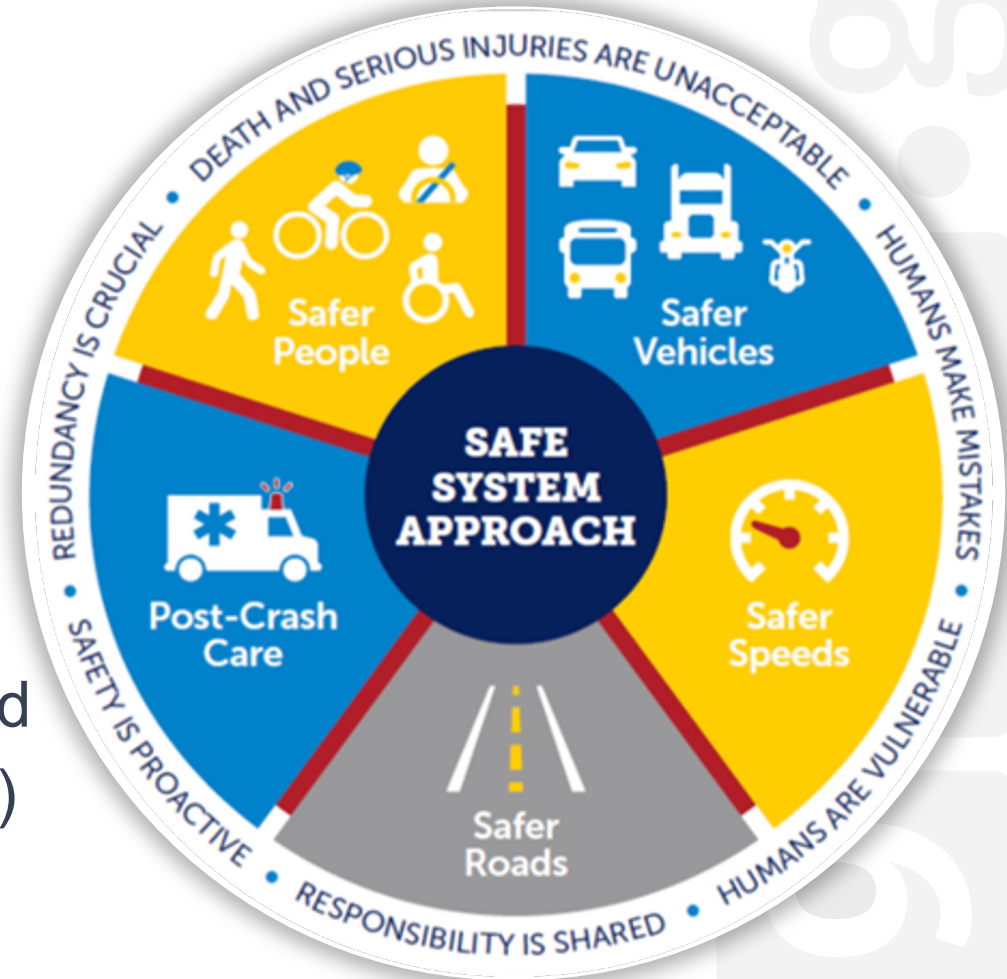 DEATH AND SERIOUS INJURIES ARE UNACCEPTABLE
•
HUMANS MAKE MISTAKES
•
HUMANS ARE VULNERABLE
•
RESPONSIBILITY IS SHARED
•
SAFETY IS PROACTIVE
•
REDUNDANCY IS CRUCIAL
•
Safer
People
Safer
Vehicles
SAFE
SYSTEM
APPROACH
Post-Crash
Care
Safer
Speeds
Safer
Roads
d
)